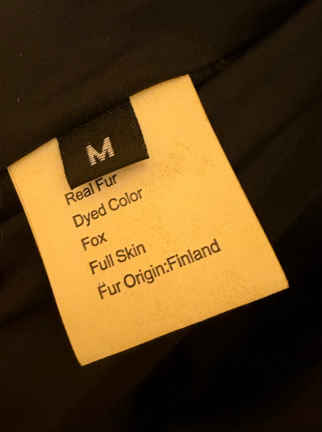 M
Real Fur
Dyed Color
Fox
Full Skin
Fur Origin:Finland